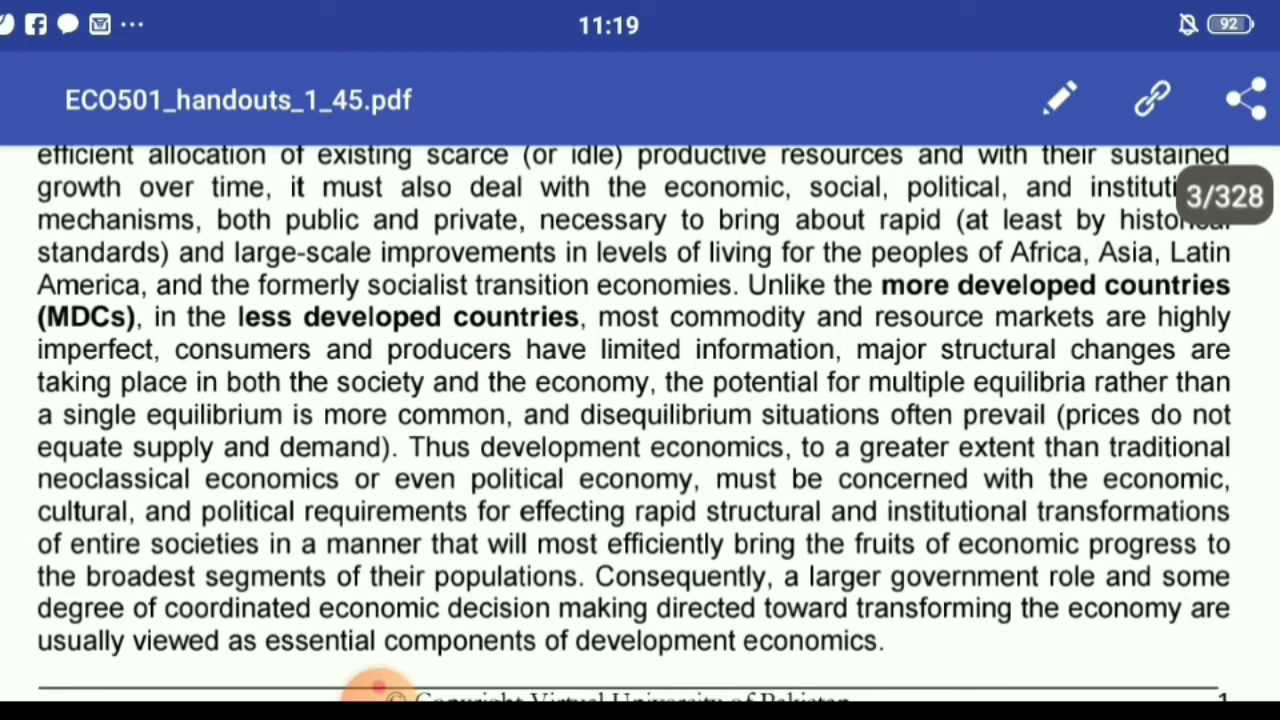 11:19
92
ECO501_handouts_1_45.pdf
efficient allocation of existing scarce (or idle) productive resources and with their sustained
growth over time, it must also deal with the economic, social, political, and
3/328
mechanisms, both public and private, necessary to bring about rapid (at least by
standards) and large-scale improvements in levels of living for the peoples of Africa, Asia, Latin
America, and the formerly socialist transition economies. Unlike the more developed countries
(MDCs), in the less developed countries, most commodity and resource markets are highly
imperfect, consumers and producers have limited information, major structural changes are
taking place in both the society and the economy, the potential for multiple equilibria rather than
a single equilibrium is more common, and disequilibrium situations often prevail (prices do not
equate supply and demand). Thus development economics, to a greater extent than traditional
neoclassical economics or even political economy, must be concerned with the economic,
cultural, and political requirements for effecting rapid structural and institutional transformations
of entire societies in a manner that will most efficiently bring the fruits of economic progress to
the broadest segments of their populations. Consequently, a larger government role and some
degree of coordinated economic decision making directed toward transforming the economy are
usually viewed as essential components of development economics.
© Copyright Virtual University of Pakistan 1